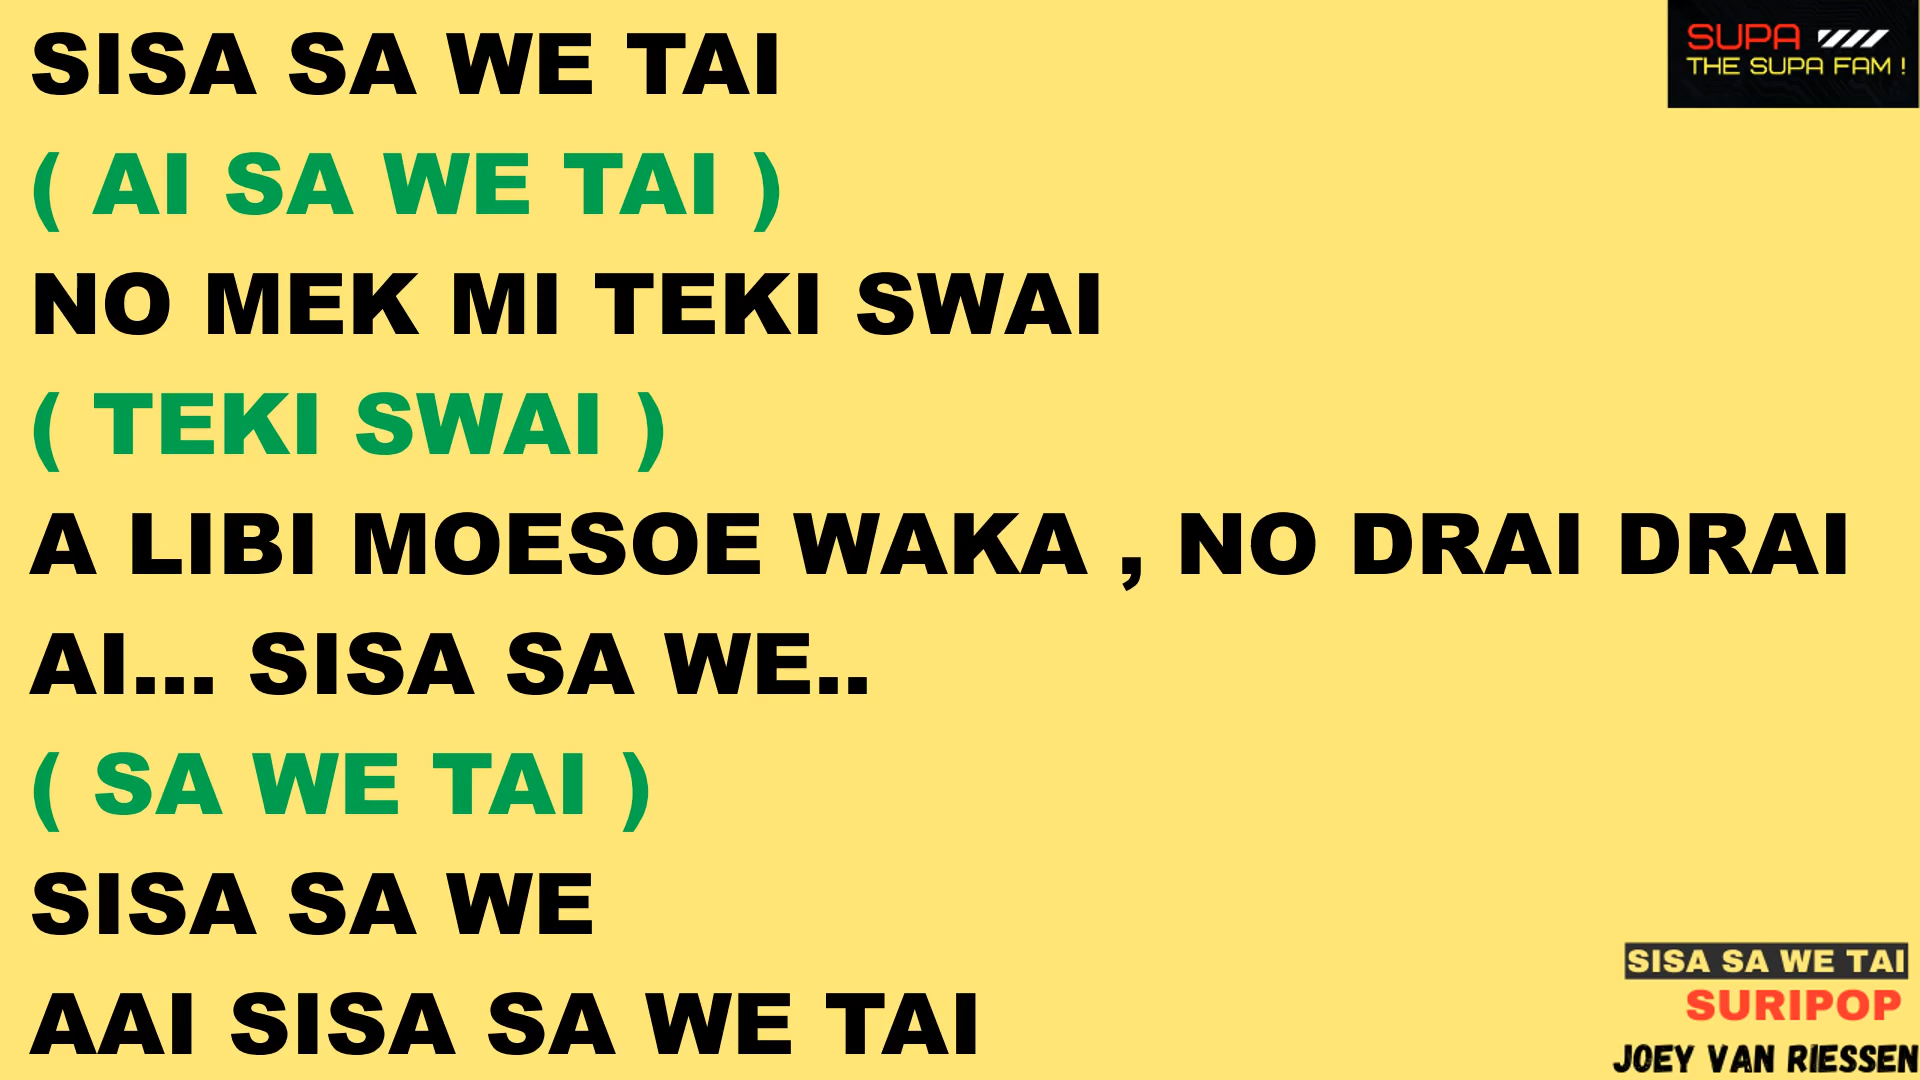 SISA SA WE TAI
( AI SA WE TAI )
NO MEK MI TEKI SWAI
( TEKI SWAI )
A LIBI MOESOE WAKA , NO DRAI DRAI
AI... SISA SA WE..
( SA WE TAI )
SISA SA WE
AAI SISA SA WE TAI
SUPA
THE SUPA FAM !
SISA SA WE TAI
SURIPOP
JOEY VAN RIESSEN